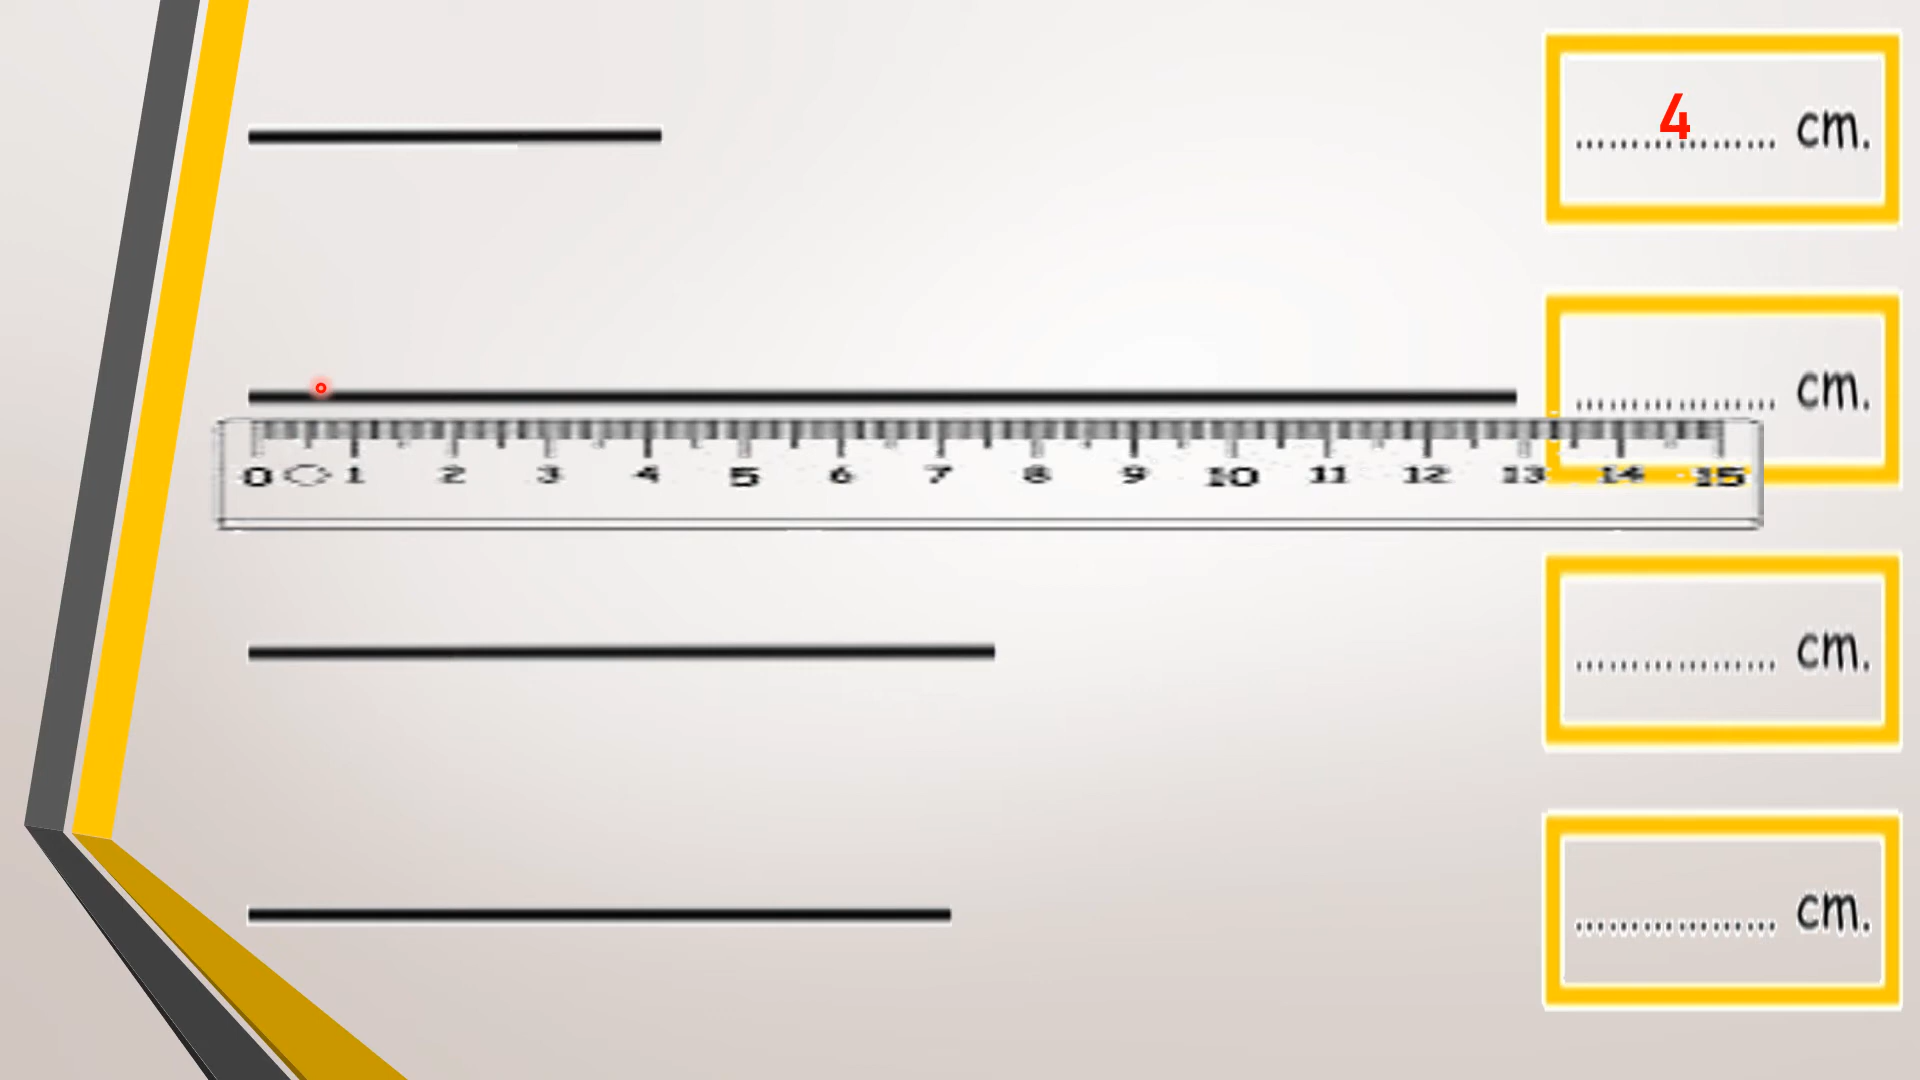 4 cm.
.................. cm.
0 1 2 3 4 5 6 7 8 9 10 11 12 13 14 15
.................. cm.
.................. cm.